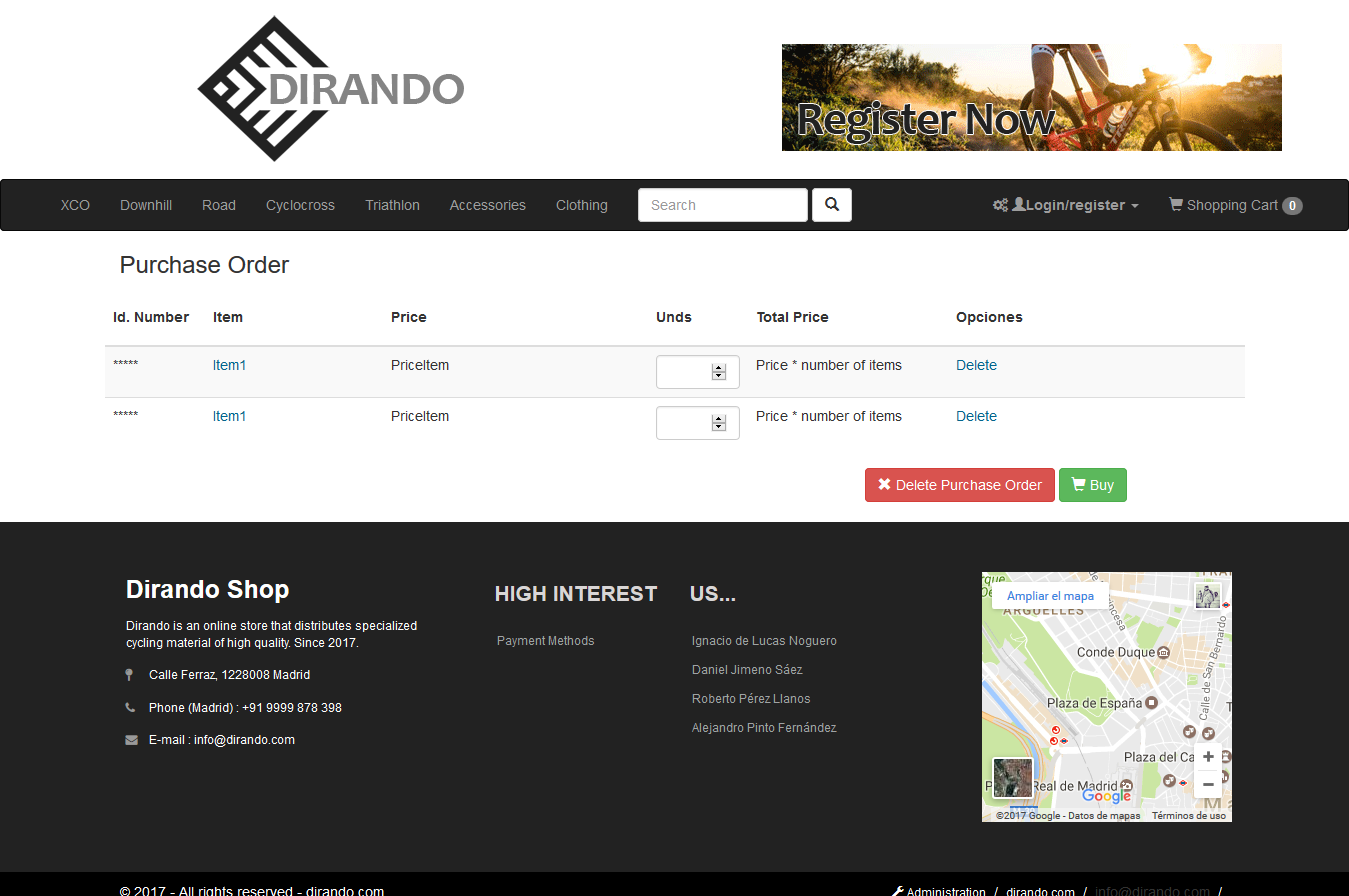 DIRANDO
Register Now
XCO Downhill Road Cyclocross Triathlon Accessories Clothing Search Login/register Shopping Cart 0
Purchase Order
Id. Number Item Price Unds Total Price Opciones
***** Item1 PriceItem Price * number of items Delete
***** Item1 PriceItem Price * number of items Delete
Delete Purchase Order Buy
Dirando Shop
Dirando is an online store that distributes specialized
cycling material of high quality. Since 2017.
Calle Ferraz, 1228008 Madrid
Phone (Madrid) : +91 9999 878 398
E-mail : info@dirando.com
HIGH INTEREST
Payment Methods
US...
Ignacio de Lucas Noguero
Daniel Jimeno Sáez
Roberto Pérez Llanos
Alejandro Pinto Fernández
Ampliar el mapa
ARGÜELLES
Conde Duque
Calle de San Bernardo
Plaza de España
Plaza del Ca
Real de Madrid
Google
©2017 Google - Datos de mapas Términos de uso
© 2017 - All rights reserved - dirando.com
Administration / dirando.com / info@dirando.com /